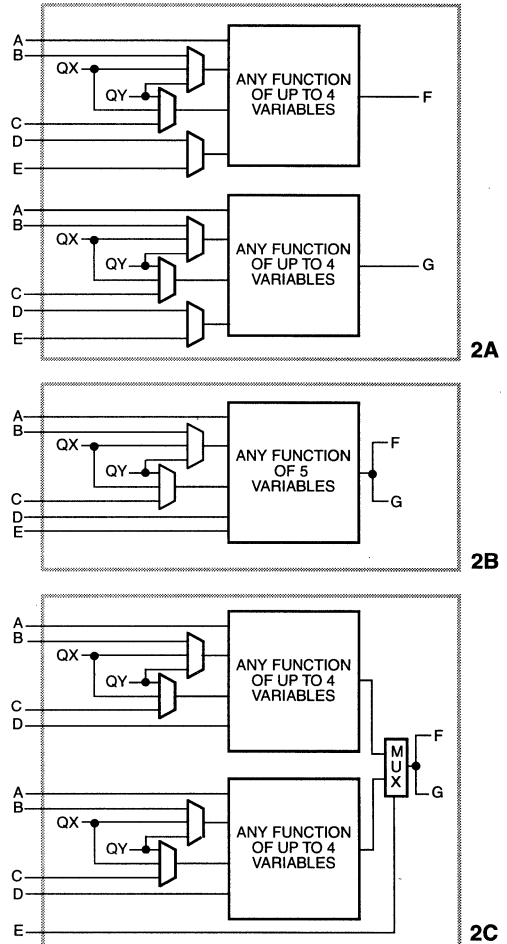 A
B
QX
QY
C
D
E
ANY FUNCTION
OF UP TO 4
VARIABLES
F
A
B
QX
QY
C
D
E
ANY FUNCTION
OF UP TO 4
VARIABLES
G
2A
A
B
QX
QY
C
D
E
ANY FUNCTION
OF 5
VARIABLES
F
G
2B
A
B
QX
QY
C
D
ANY FUNCTION
OF UP TO 4
VARIABLES
MUX
F
G
A
B
QX
QY
C
D
ANY FUNCTION
OF UP TO 4
VARIABLES
E
2C